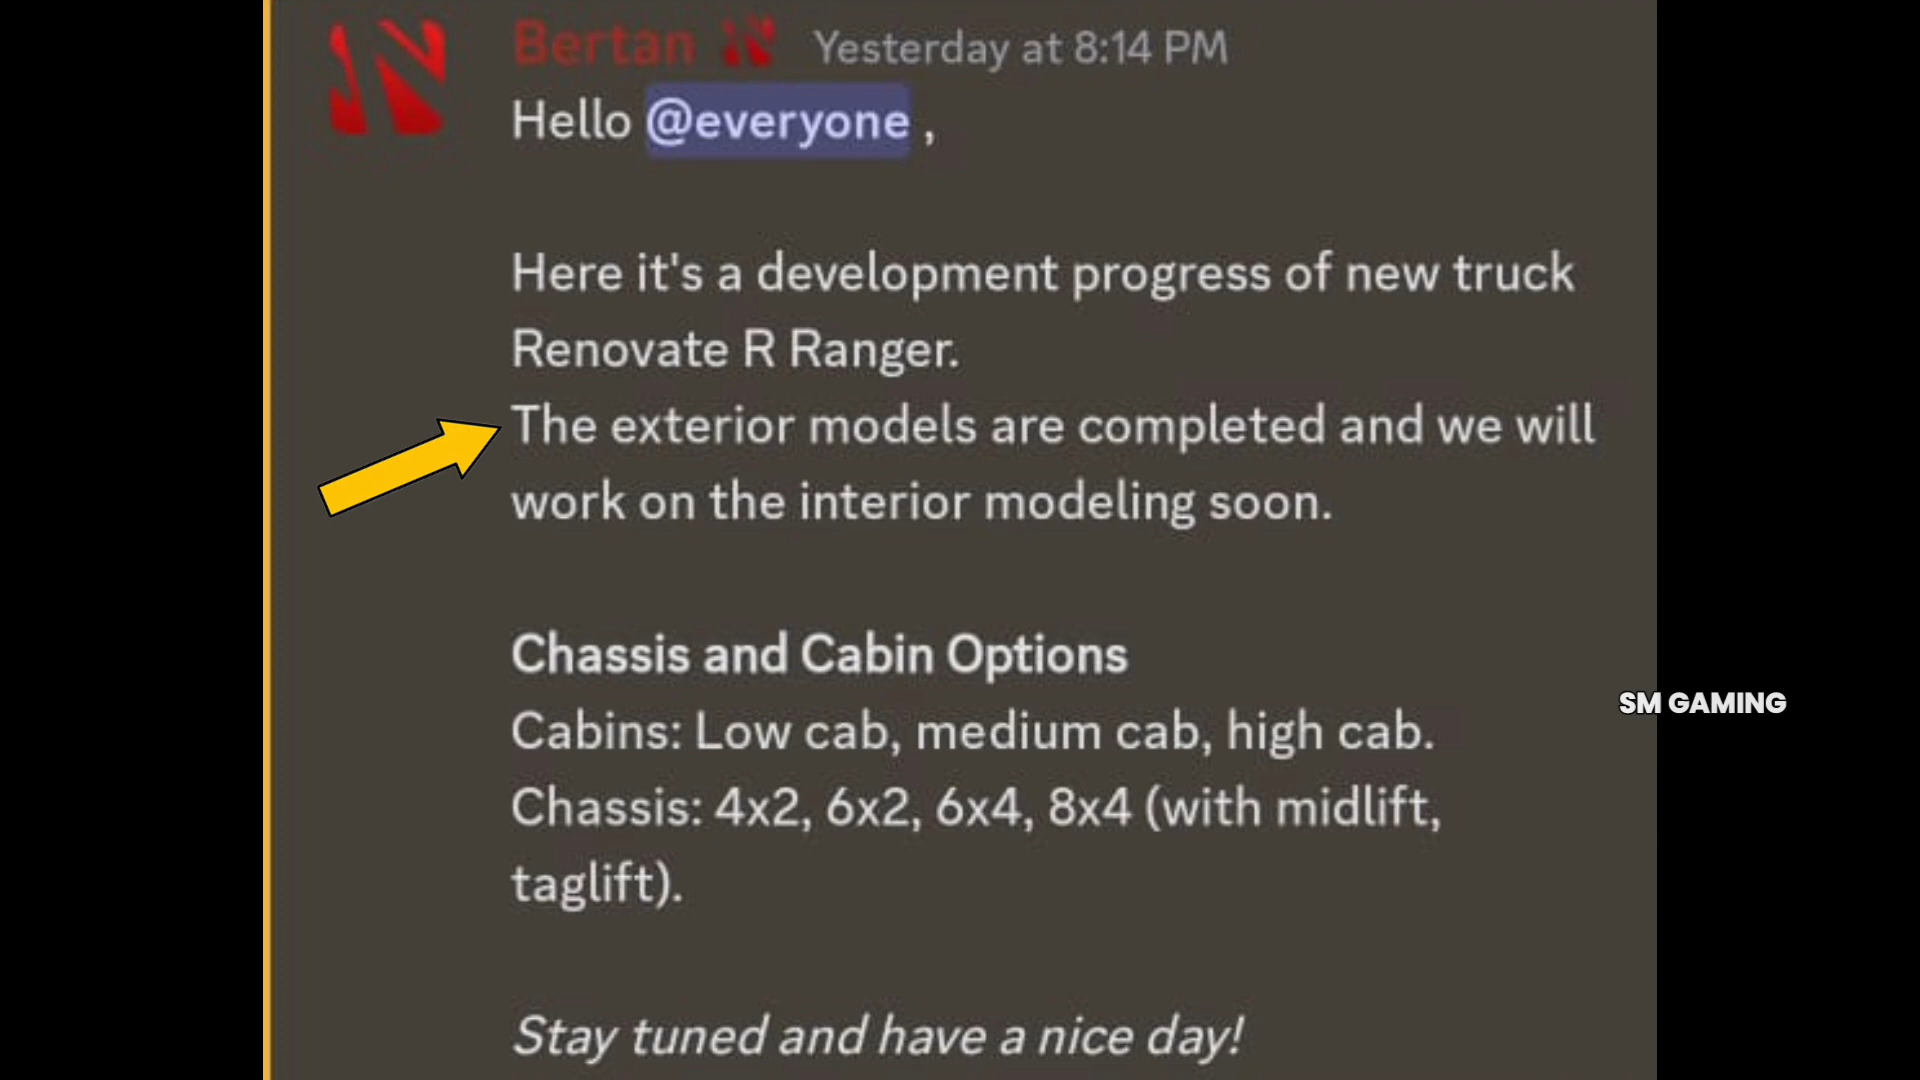 Bertan Yesterday at 8:14 PM
Hello @everyone ,
Here it's a development progress of new truck
Renovate R Ranger.
The exterior models are completed and we will
work on the interior modeling soon.
Chassis and Cabin Options
Cabins: Low cab, medium cab, high cab.
SM GAMING
Chassis: 4x2, 6x2, 6x4, 8x4 (with midlift,
taglift).
Stay tuned and have a nice day!